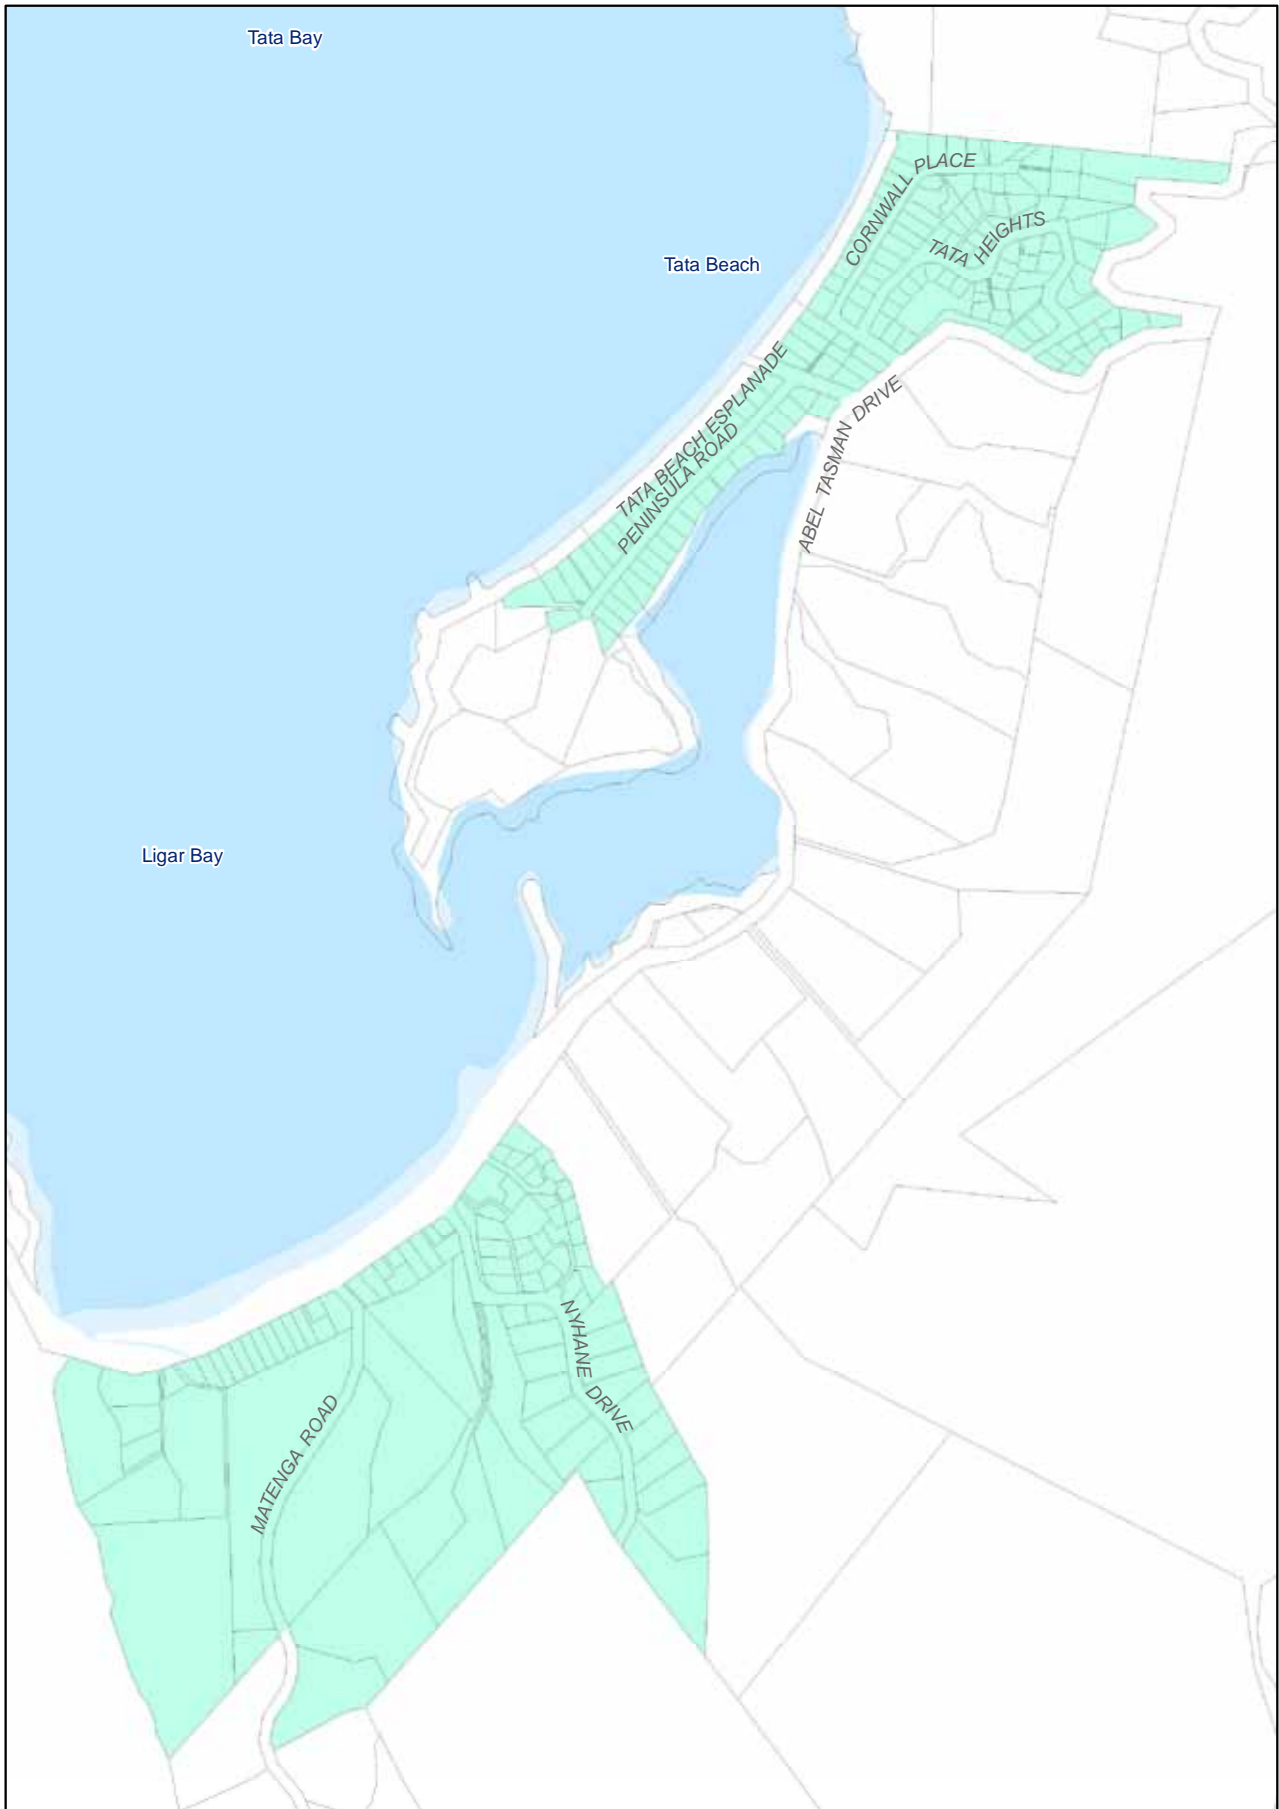 Tata Bay
CORNWALL PLACE
TATA HEIGHTS
Tata Beach
TATA BEACH ESPLANADE
PENINSULA ROAD
ABEL TASMAN DRIVE
Ligar Bay
NYHANE DRIVE
MATENGA ROAD